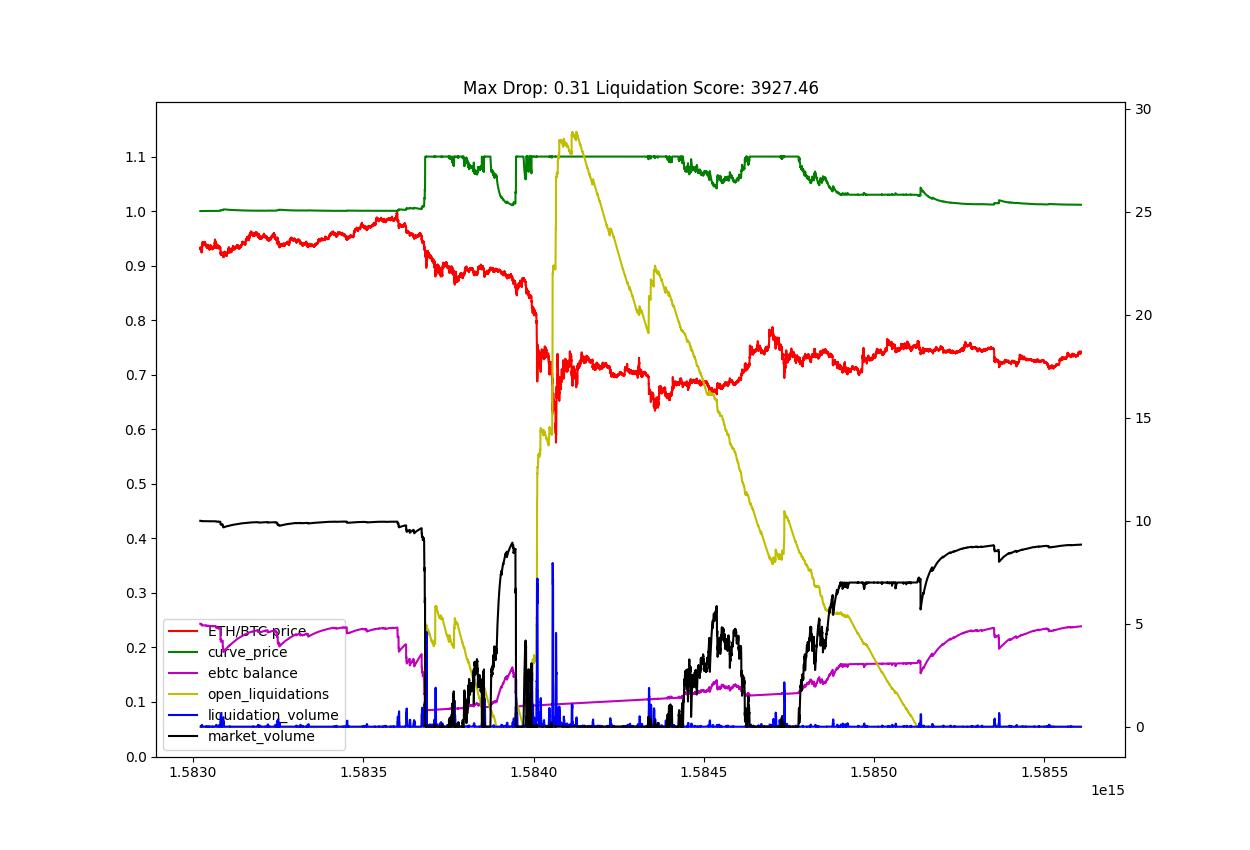 Max Drop: 0.31 Liquidation Score: 3927.46
1.1
1.0
0.9
0.8
0.7
0.6
0.5
0.4
0.3
0.2
0.1
0.0
30
25
20
15
10
5
0
ETH/BTC price
curve_price
ebtc balance
open_liquidations
liquidation_volume
market_volume
1.5830 1.5835 1.5840 1.5845 1.5850 1.5855
1e15